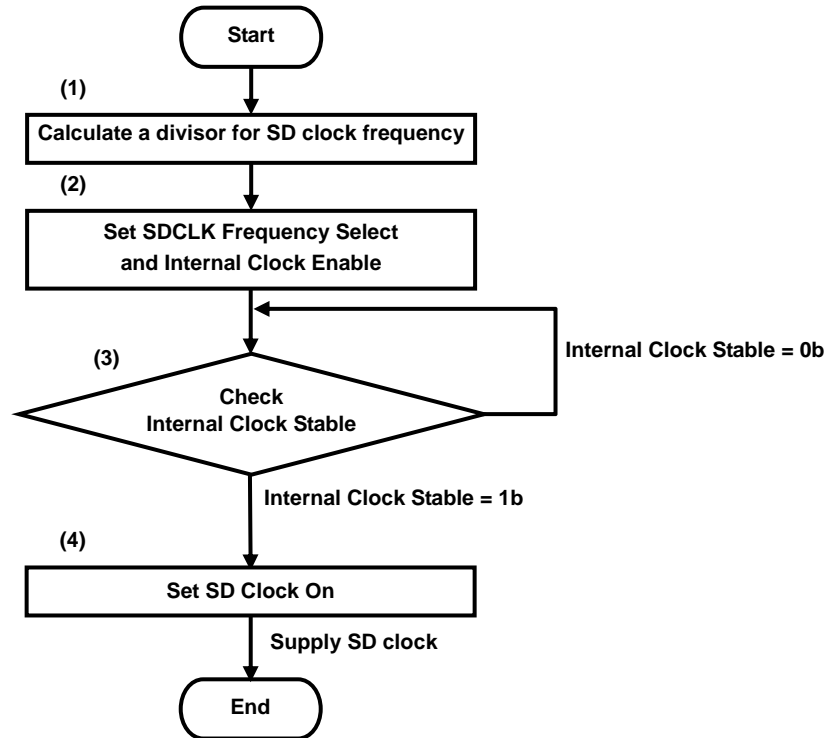 Start
(1)
Calculate a divisor for SD clock frequency
(2)
Set SDCLK Frequency Select
and Internal Clock Enable
Internal Clock Stable = 0b
(3)
Check
Internal Clock Stable
Internal Clock Stable = 1b
(4)
Set SD Clock On
Supply SD clock
End